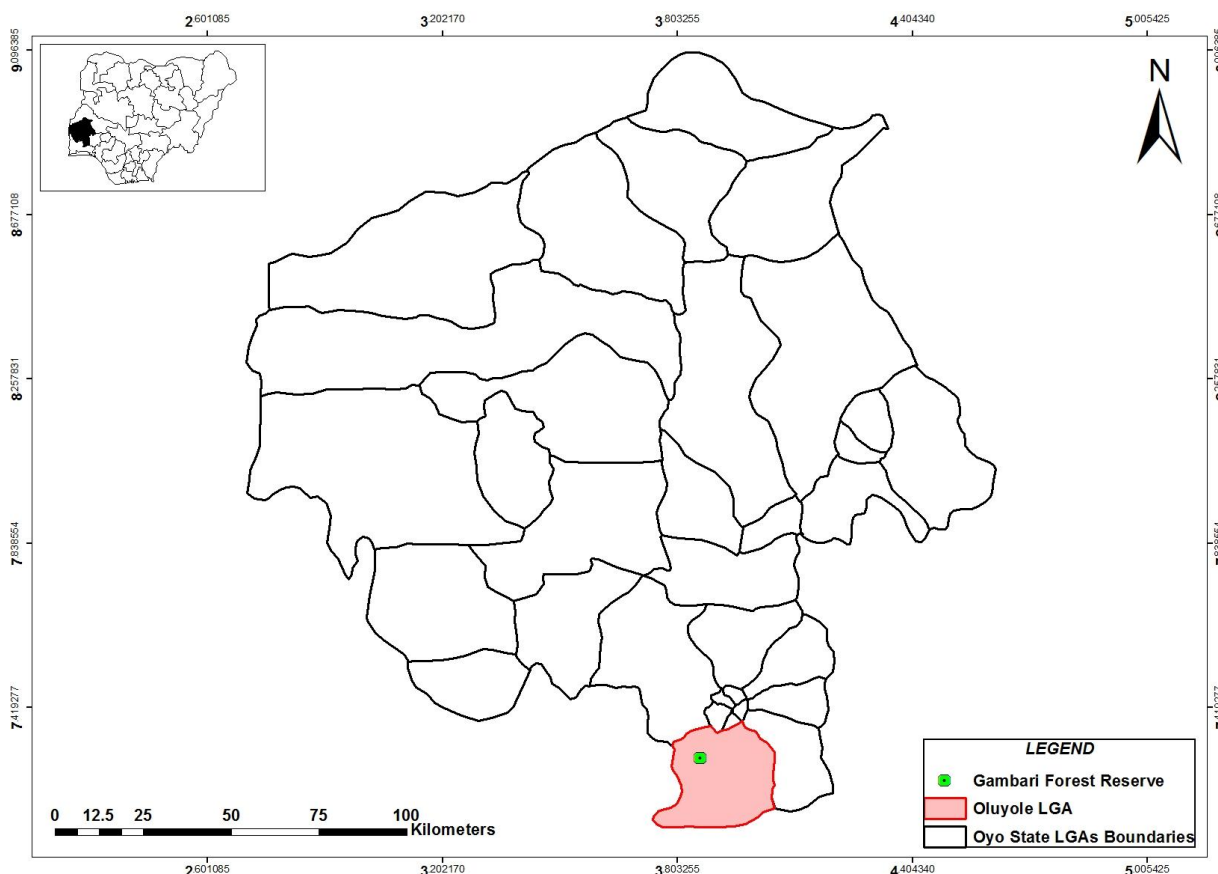 2601085 3202170 3803255 4404340 5005425
9096385
8677108
8257831
7838554
7419277
N
LEGEND
Gambari Forest Reserve
Oluyole LGA
Oyo State LGAs Boundaries
0 12.5 25 50 75 100
Kilometers
2601085 3202170 3803255 4404340 5005425